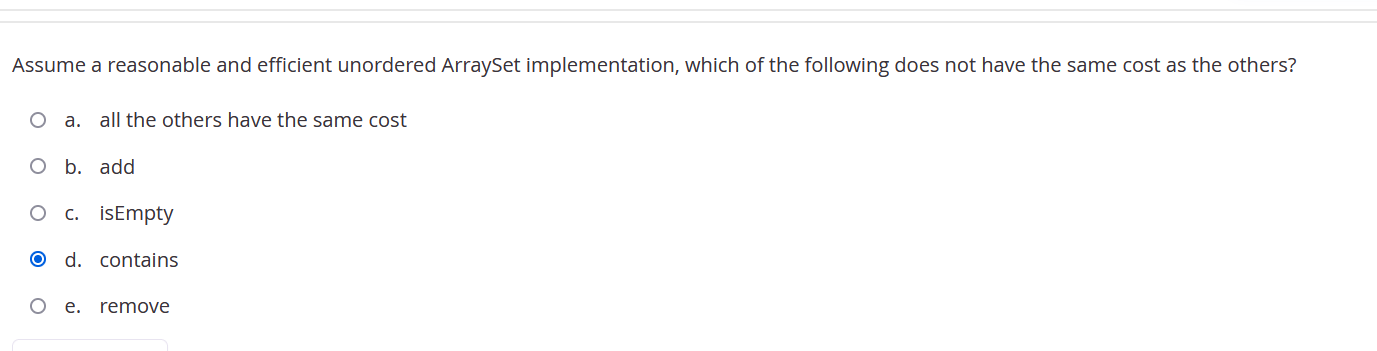 Assume a reasonable and efficient unordered ArraySet implementation, which of the following does not have the same cost as the others?
a. all the others have the same cost
b. add
c. isEmpty
d. contains
e. remove